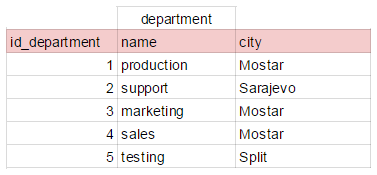 department
id_department name city
1 production Mostar
2 support Sarajevo
3 marketing Mostar
4 sales Mostar
5 testing Split